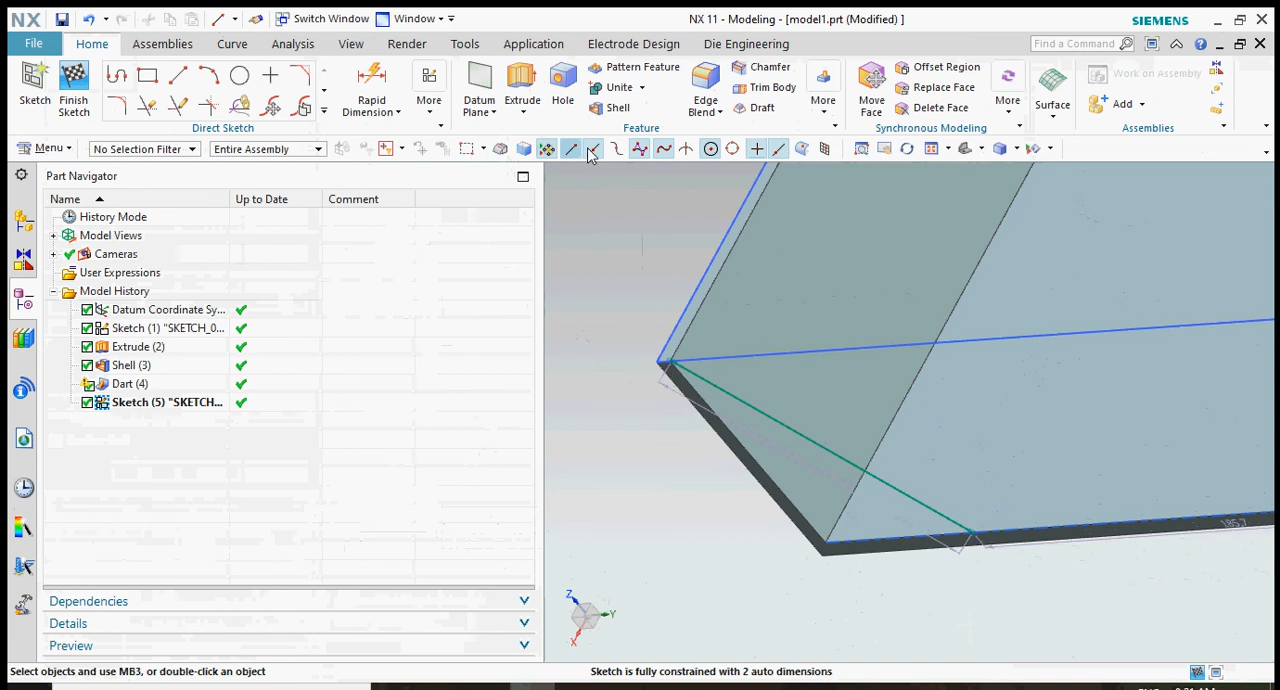 NX
Switch Window
Window
NX 11 - Modeling - [model1.prt (Modified) ]
SIEMENS
File
Home
Assemblies
Curve
Analysis
View
Render
Tools
Application
Electrode Design
Die Engineering
Find a Command
Sketch
Finish Sketch
Direct Sketch
Rapid Dimension
More
Datum Plane
Extrude
Hole
Pattern Feature
Unite
Shell
Edge Blend
Chamfer
Trim Body
Draft
More
Feature
Move Face
Offset Region
Replace Face
Delete Face
More
Synchronous Modeling
Surface
Work on Assembly
Add
Assemblies
Menu
No Selection Filter
Entire Assembly
Part Navigator
Name
Up to Date
Comment
History Mode
Model Views
Cameras
User Expressions
Model History
Datum Coordinate Sy...
Sketch (1) "SKETCH_0...
Extrude (2)
Shell (3)
Dart (4)
Sketch (5) "SKETCH...
Dependencies
Details
Preview
Z
Y
X
Select objects and use MB3, or double-click an object
Sketch is fully constrained with 2 auto dimensions